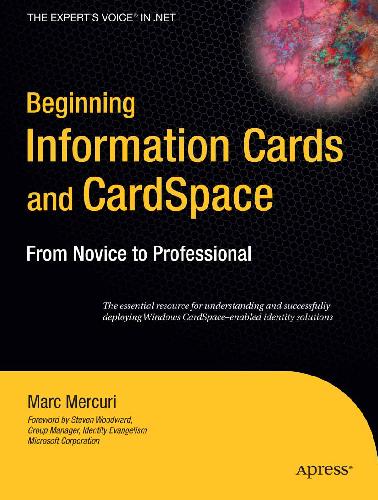 THE EXPERT'S VOICE® IN .NET
Beginning
Information Cards
and CardSpace
From Novice to Professional
The essential resource for understanding and successfully
deploying Windows CardSpace–enabled identity solutions
Marc Mercuri
Foreword by Steven Woodward,
Group Manager, Identity Evangelism
Microsoft Corporation
Apress®